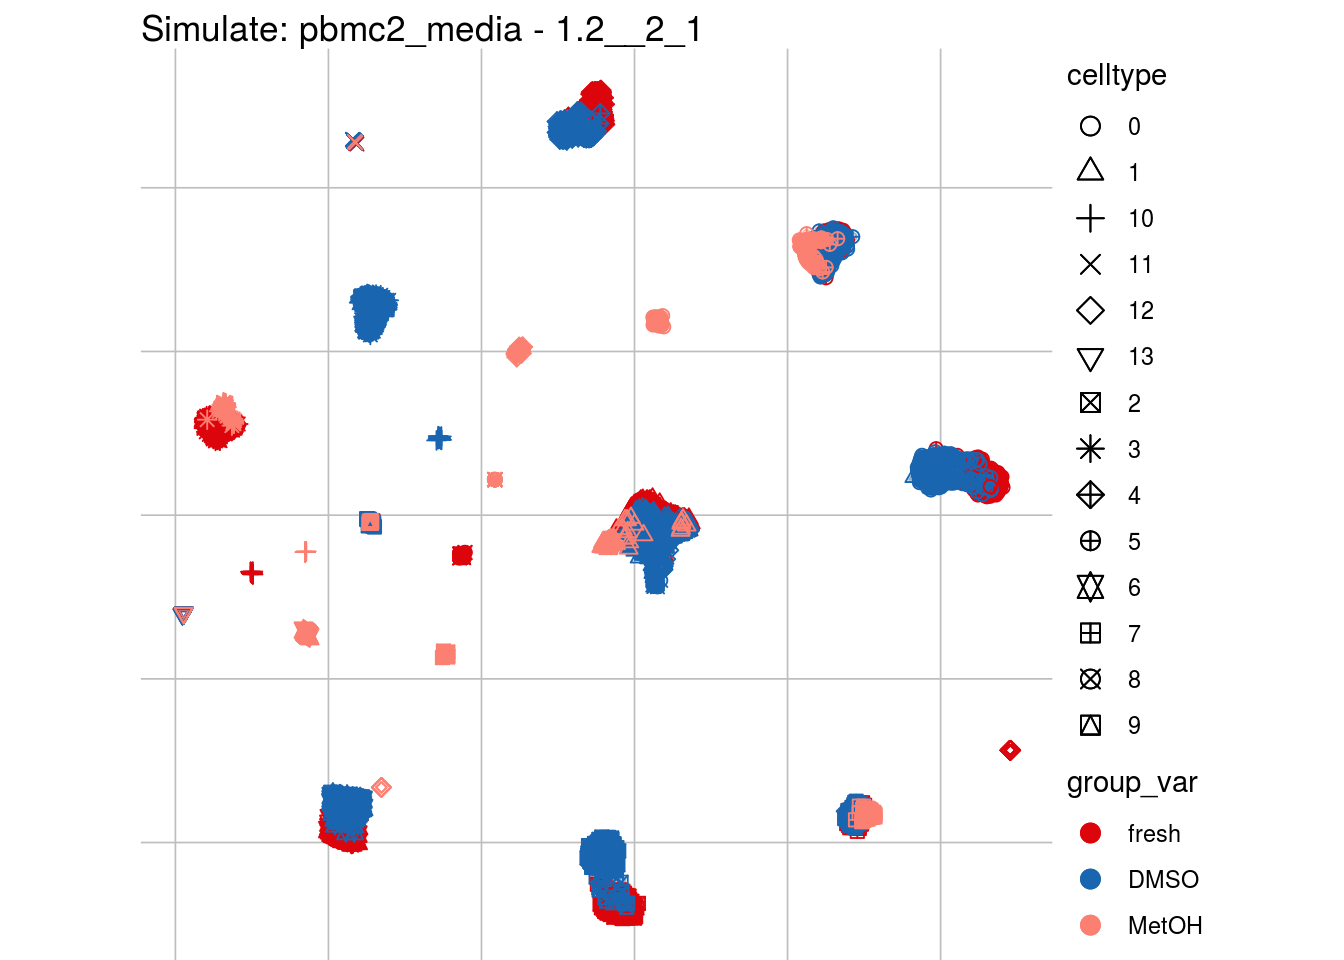 Simulate: pbmc2_media - 1.2__2_1
celltype
0
1
10
11
12
13
2
3
4
5
6
7
8
9
group_var
fresh
DMSO
MetOH